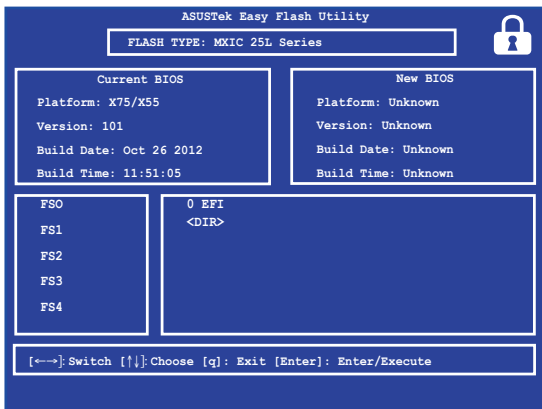 ASUSTek Easy Flash Utility
FLASH TYPE: MXIC 25L Series
Current BIOS
Platform: X75/X55
Version: 101
Build Date: Oct 26 2012
Build Time: 11:51:05
New BIOS
Platform: Unknown
Version: Unknown
Build Date: Unknown
Build Time: Unknown
FSO
FS1
FS2
FS3
FS4
0 EFI
<DIR>
[←→]: Switch [↑↓]: Choose [q]: Exit [Enter]: Enter/Execute